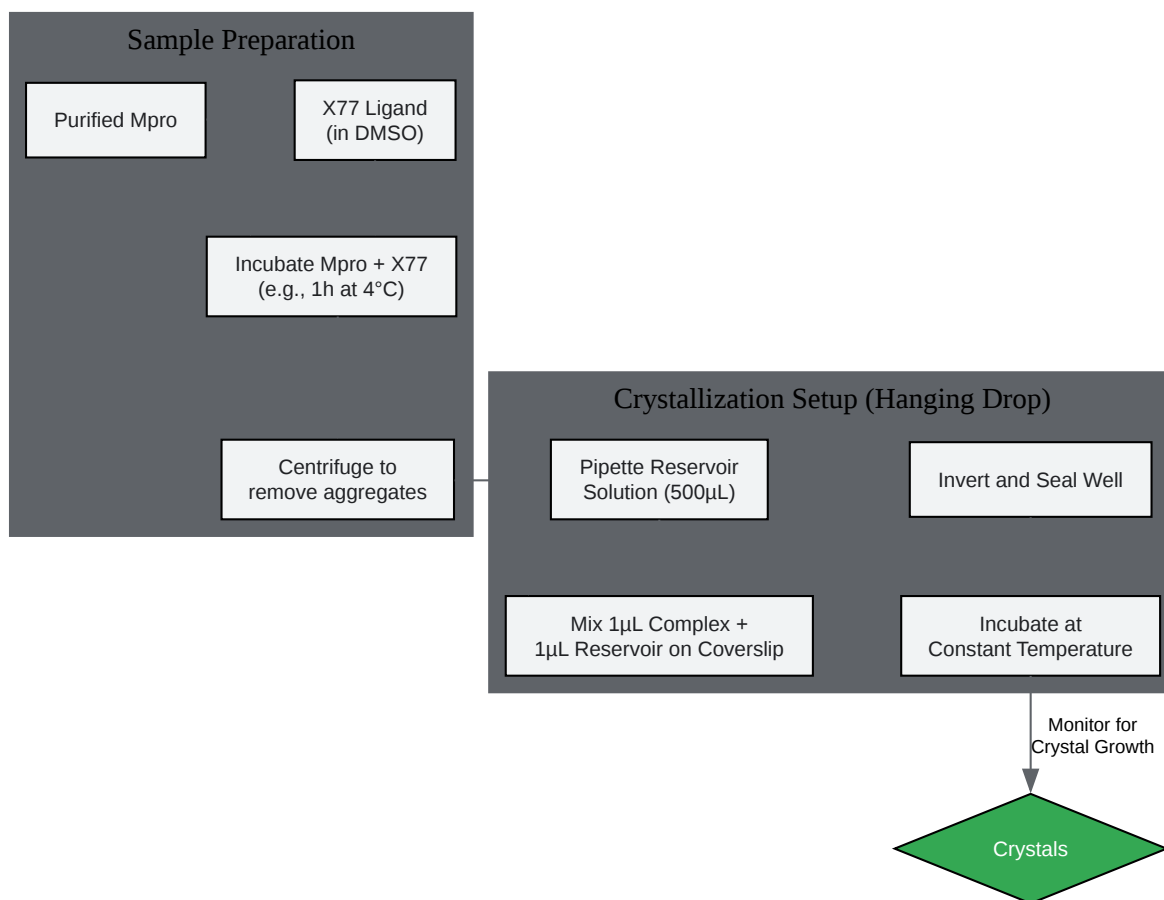 Sample Preparation
Purified Mpro
X77 Ligand
(in DMSO)
Incubate Mpro + X77
(e.g., 1h at 4°C)
Centrifuge to
remove aggregates
Crystallization Setup (Hanging Drop)
Pipette Reservoir
Solution (500µL)
Invert and Seal Well
Mix 1µL Complex +
1µL Reservoir on Coverslip
Incubate at
Constant Temperature
Monitor for
Crystal Growth
Crystals